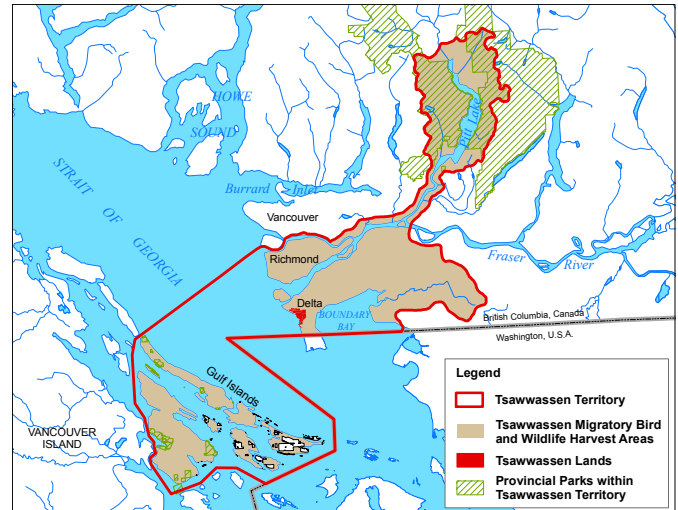 HOWE
SOUND
Pitt Lake
STRAIT OF GEORGIA
Burrard Inlet
Vancouver
Fraser River
Richmond
Delta
BOUNDARY
BAY
British Columbia, Canada
Washington, U.S.A.
Gulf Islands
VANCOUVER
ISLAND
Legend
Tsawwassen Territory
Tsawwassen Migratory Bird
and Wildlife Harvest Areas
Tsawwassen Lands
Provincial Parks within
Tsawwassen Territory